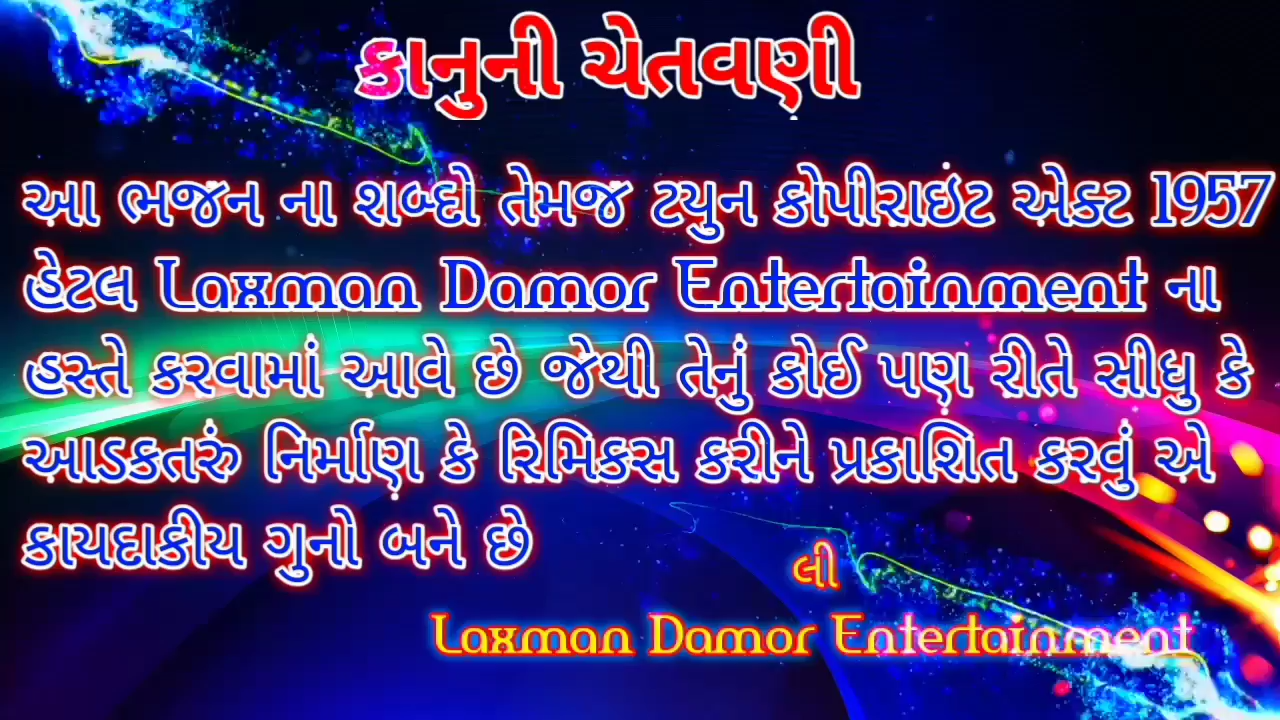 કાનુની ચેતવણી
આ ભજન ના શબ્દો તેમજ ટયુન કોપીરાઇટ એક્ટ 1957
હેટલ Laxman Damor Entertainment ના
હસ્તે કરવામાં આવે છે જેથી તેનું કોઈ પણ રીતે સીધુ કે
આડકતરું નિર્માણ કે રિમિક્સ કરીને પ્રકાશિત કરવું એ
કાયદાકીય ગુનો બને છે
લી
Laxman Damor Entertainment